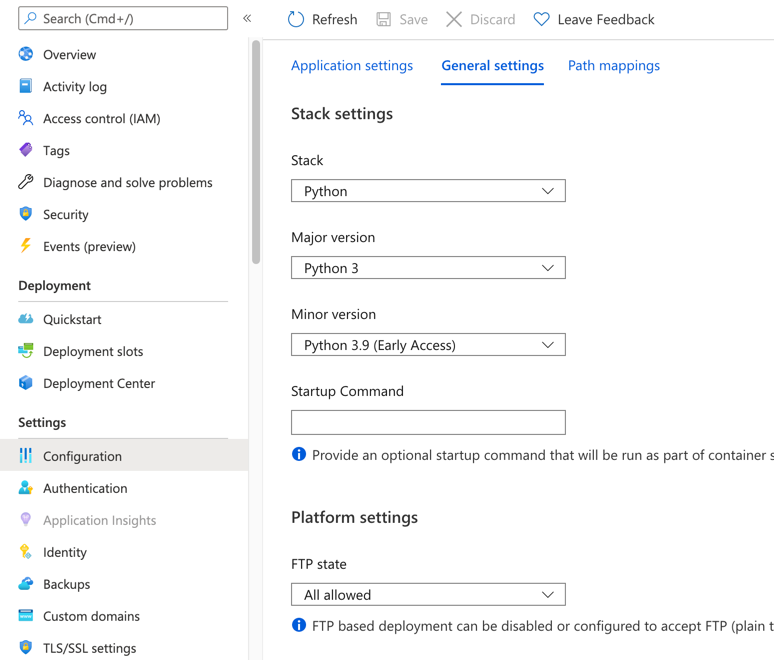 Search (Cmd+/)
«
Overview
Activity log
Access control (IAM)
Tags
Diagnose and solve problems
Security
Events (preview)
Deployment
Quickstart
Deployment slots
Deployment Center
Settings
Configuration
Authentication
Application Insights
Identity
Backups
Custom domains
TLS/SSL settings
Refresh Save Discard Leave Feedback
Application settings General settings Path mappings
Stack settings
Stack
Python
Major version
Python 3
Minor version
Python 3.9 (Early Access)
Startup Command
Provide an optional startup command that will be run as part of container s
Platform settings
FTP state
All allowed
FTP based deployment can be disabled or configured to accept FTP (plain t